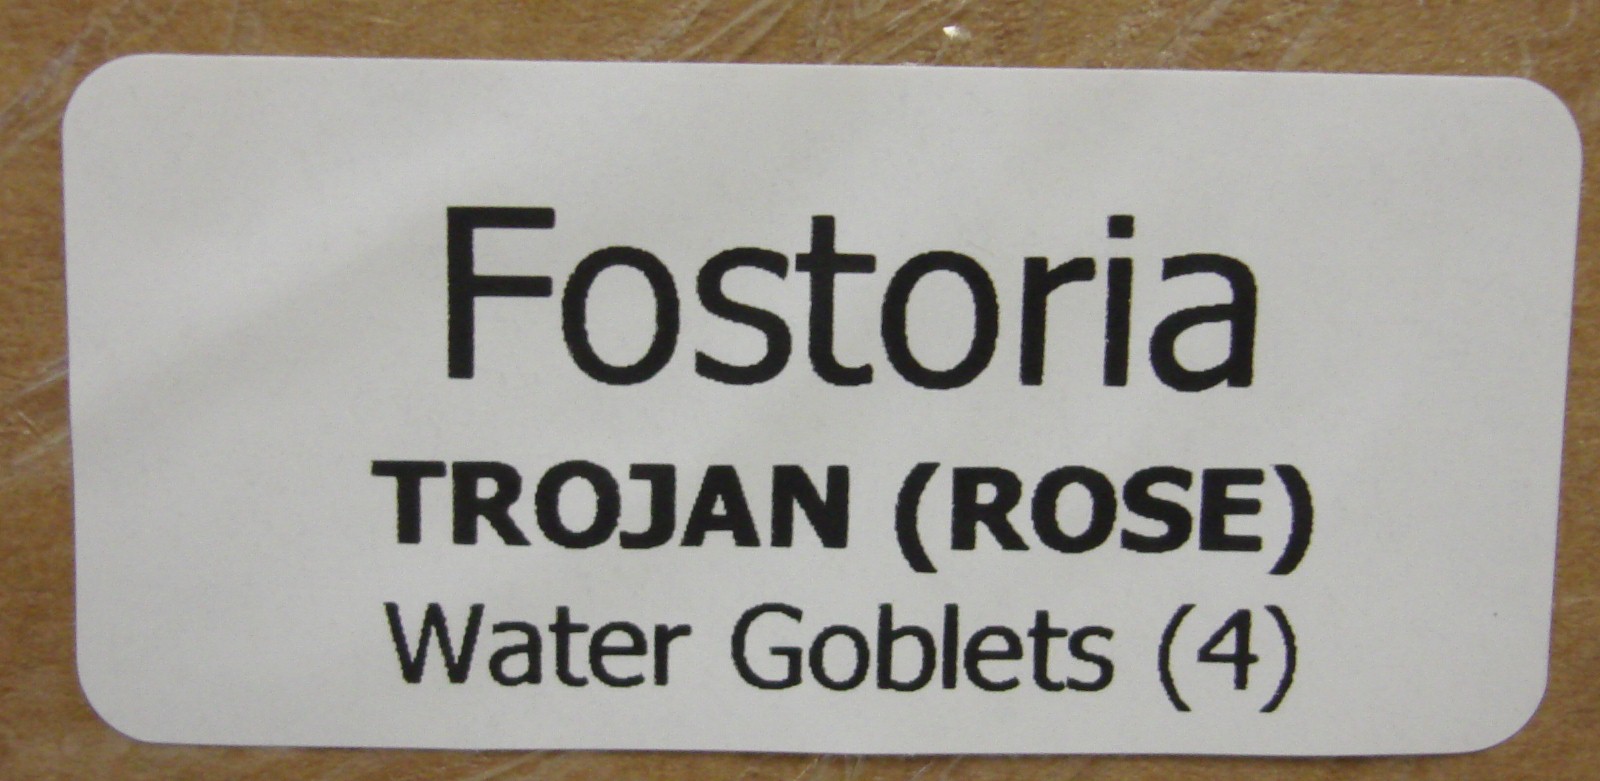 Fostoria
TROJAN (ROSE)
Water Goblets (4)